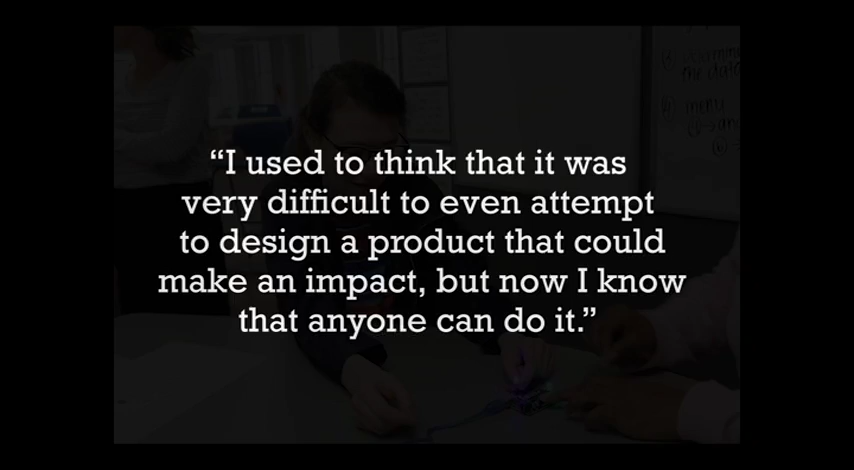 “I used to think that it was
very difficult to even attempt
to design a product that could
make an impact, but now I know
that anyone can do it.”
menu